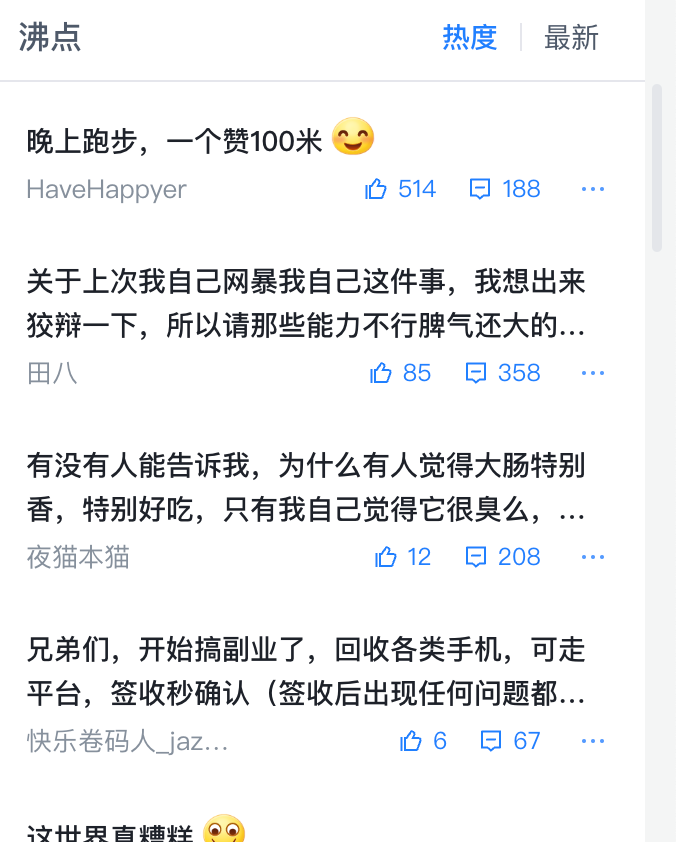 沸点
热度 最新
晚上跑步，一个赞100米
HaveHappyer 514 188 ...
关于上次我自己网暴我自己这件事，我想出来
狡辩一下，所以请那些能力不行脾气还大的...
田八 85 358 ...
有没有人能告诉我，为什么有人觉得大肠特别
香，特别好吃，只有我自己觉得它很臭么，...
夜猫本猫 12 208 ...
兄弟们，开始搞副业了，回收各类手机，可走
平台，签收秒确认（签收后出现任何问题都...
快乐卷码人_jaz... 6 67 ...
这世界真糟糕